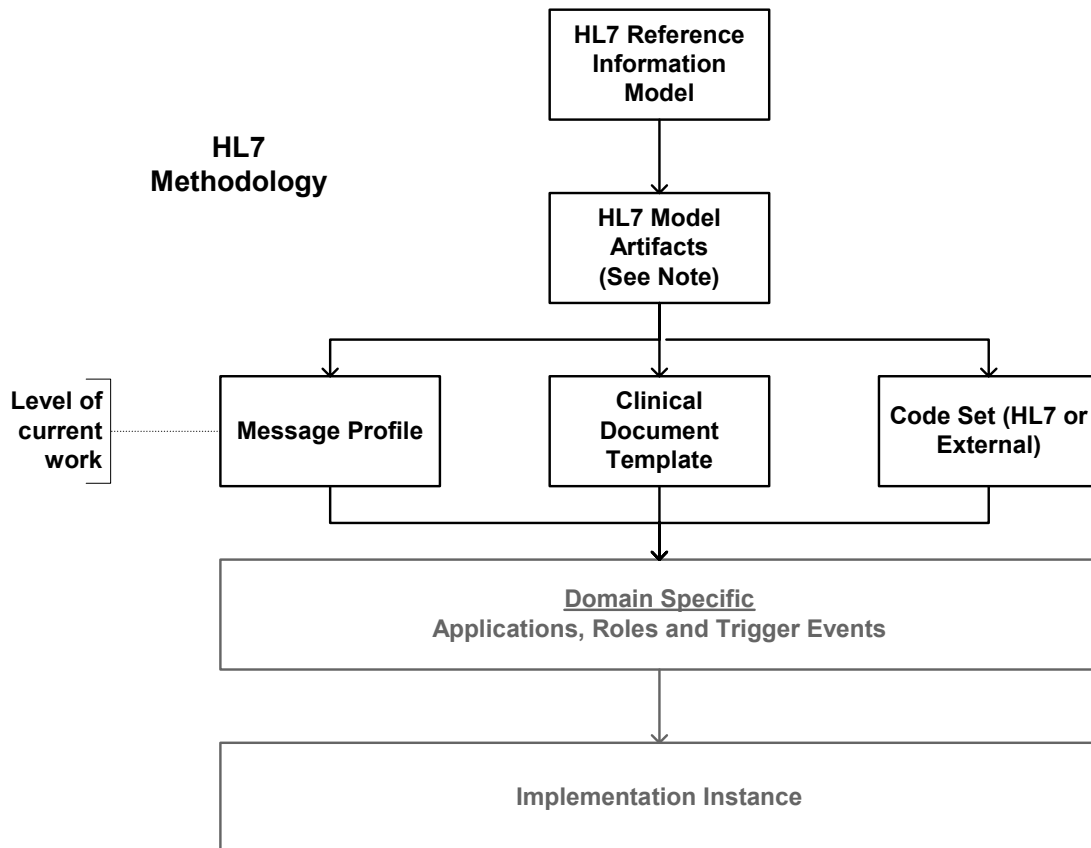 HL7 Reference
Information
Model
HL7
Methodology
HL7 Model
Artifacts
(See Note)
Level of
current
work
Message Profile
Clinical
Document
Template
Code Set (HL7 or
External)
Domain Specific
Applications, Roles and Trigger Events
Implementation Instance